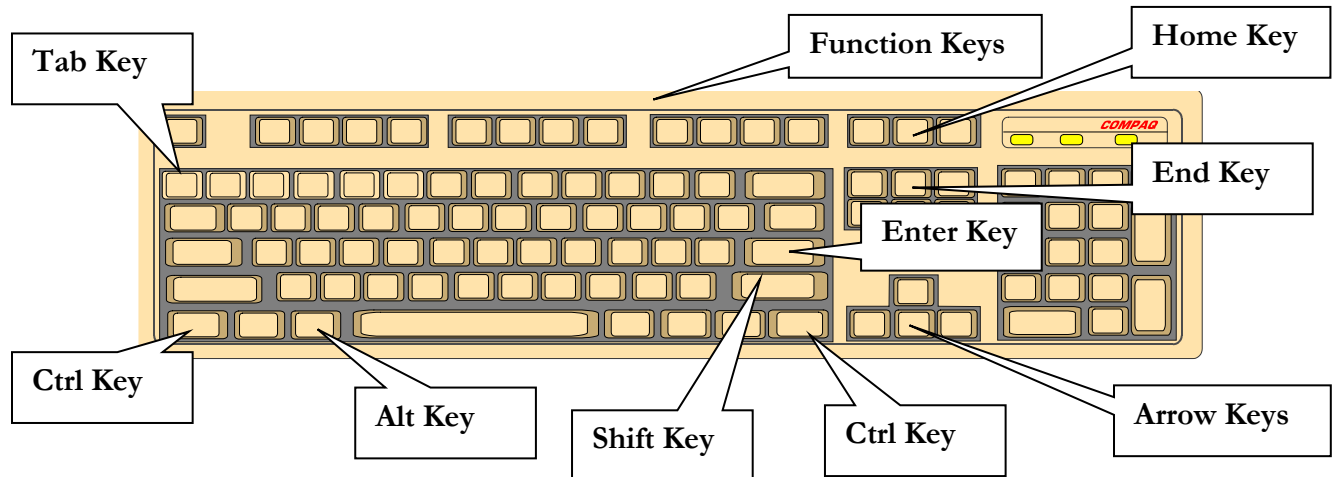 Function Keys
Home Key
Tab Key
COMPAQ
End Key
Enter Key
Ctrl Key
Alt Key
Shift Key
Ctrl Key
Arrow Keys